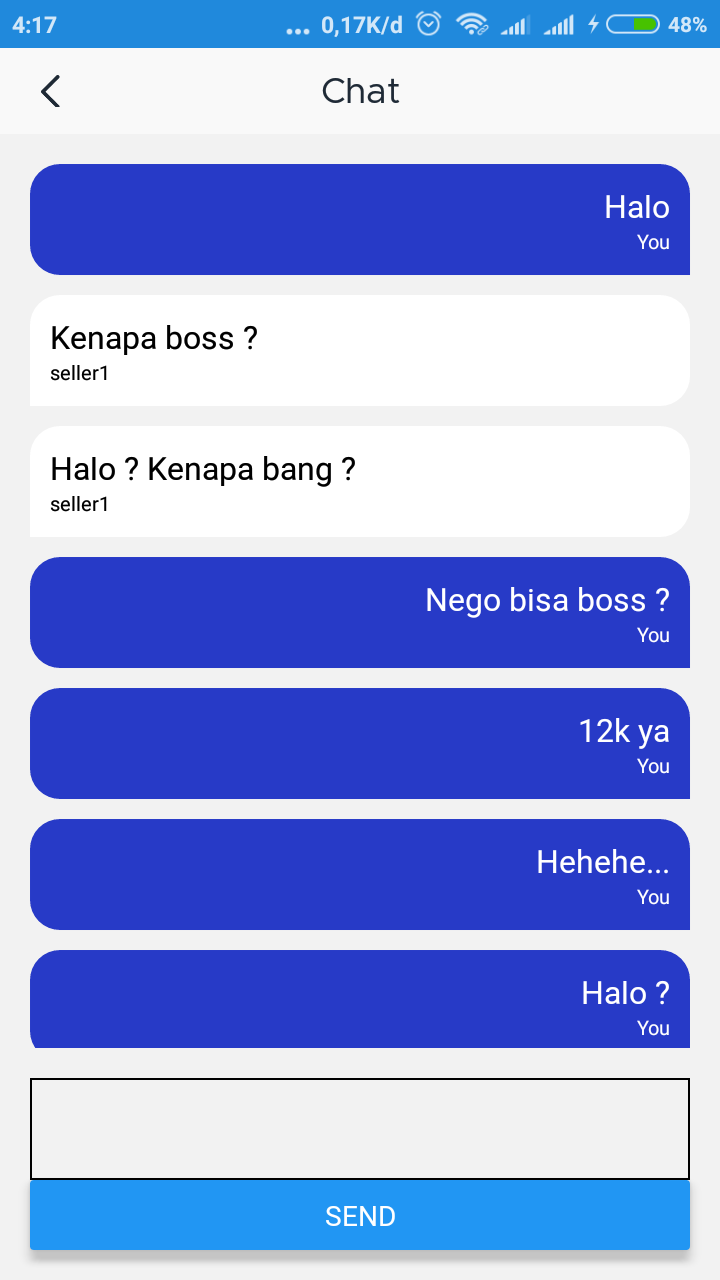 4:17 ... 0,17K/d 48%
Chat
Halo
You
Kenapa boss ?
seller1
Halo ? Kenapa bang ?
seller1
Nego bisa boss ?
You
12k ya
You
Hehehe...
You
Halo ?
You
SEND